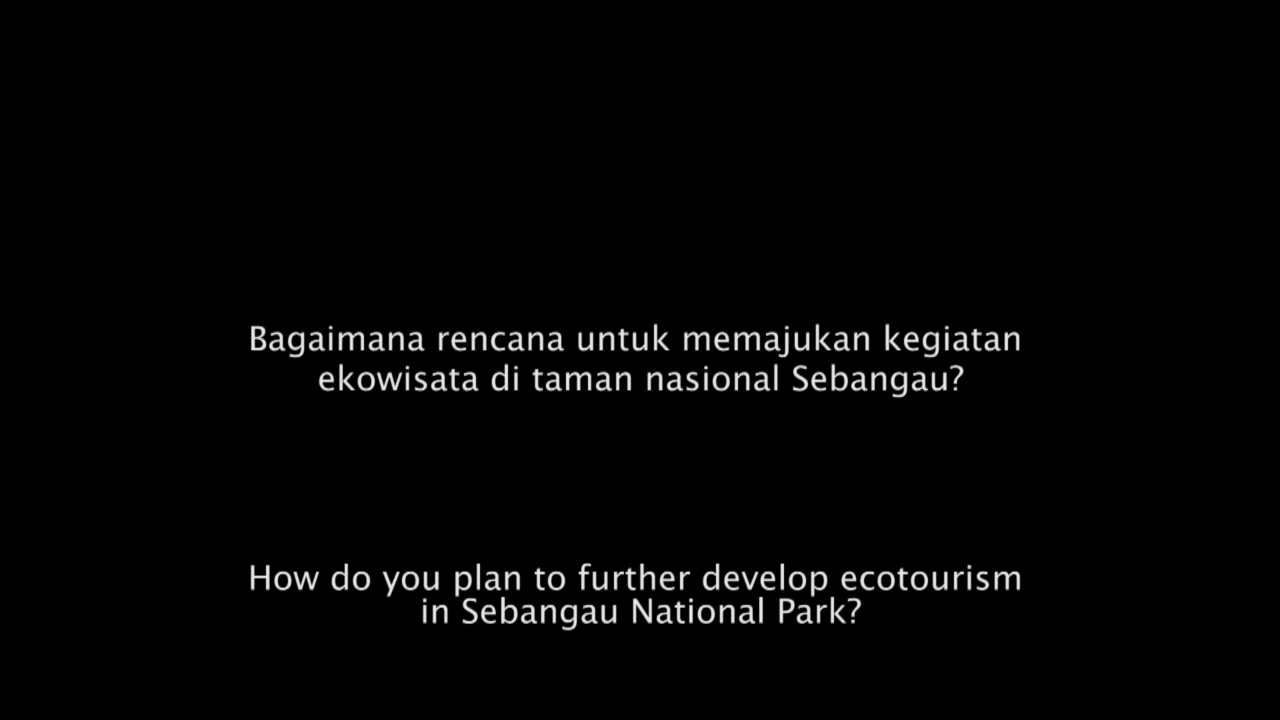 Bagaimana rencana untuk memajukan kegiatan
ekowisata di taman nasional Sebangau?
How do you plan to further develop ecotourism
in Sebangau National Park?